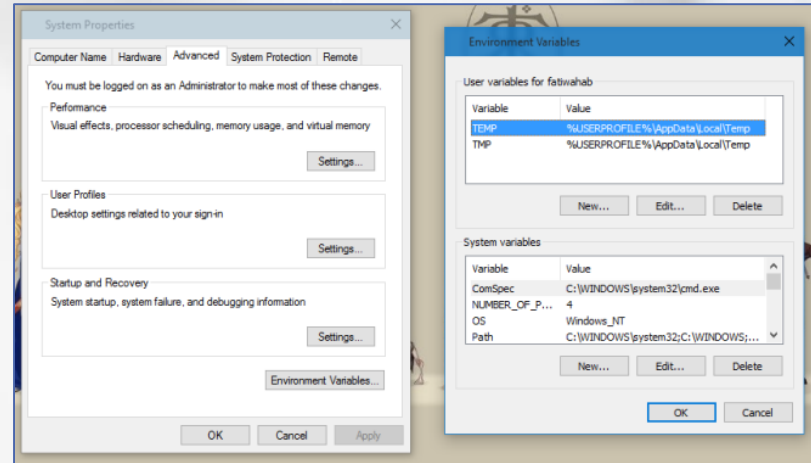 System Properties
Computer Name Hardware Advanced System Protection Remote
You must be logged on as an Administrator to make most of these changes.
Performance
Visual effects, processor scheduling, memory usage, and virtual memory
Settings...
User Profiles
Desktop settings related to your sign-in
Settings...
Startup and Recovery
System startup, system failure, and debugging information
Settings...
Environment Variables...
OK Cancel Apply
Environment Variables
User variables for fatiwahab
Variable Value
TEMP %USERPROFILE%\AppData\Local\Temp
TMP %USERPROFILE%\AppData\Local\Temp
New... Edit... Delete
System variables
Variable Value
ComSpec C:\WINDOWS\system32\cmd.exe
NUMBER_OF_P... 4
OS Windows_NT
Path C:\WINDOWS\system32;C:\WINDOWS;...
New... Edit... Delete
OK Cancel